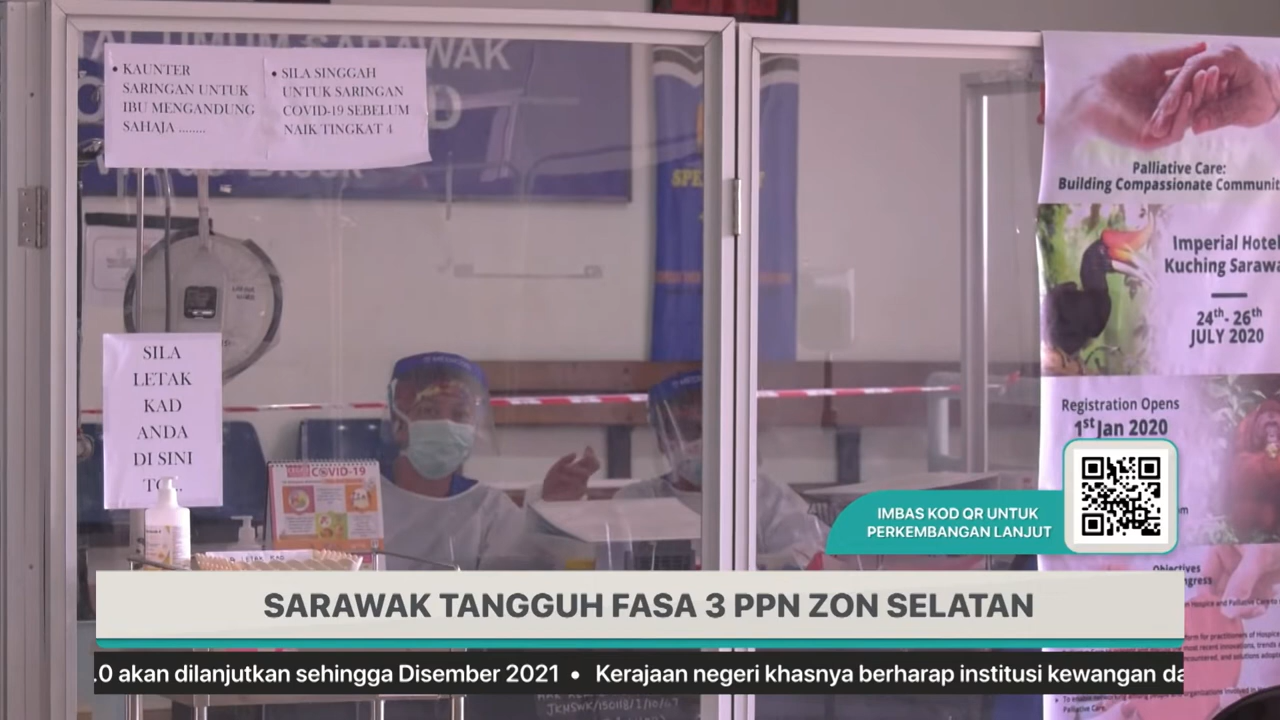 UMUM SARAWAK
• KAUNTER
SARINGAN UNTUK
IBU MENGANDUNG
SAHAJA ........
• SILA SINGGAH
UNTUK SARINGAN
COVID-19 SEBELUM
NAIK TINGKAT 4
SILA
LETAK
KAD
ANDA
DI SINI
COVID-19
Palliative Care:
Building Compassionate Communit
Imperial Hotel
Kuching Sarawa
24th- 26th
JULY 2020
Registration Opens
1st Jan 2020
IMBAS KOD QR UNTUK
PERKEMBANGAN LANJUT
Objectives
SARAWAK TANGGUH FASA 3 PPN ZON SELATAN
.0 akan dilanjutkan sehingga Disember 2021 • Kerajaan negeri khasnya berharap institusi kewangan da